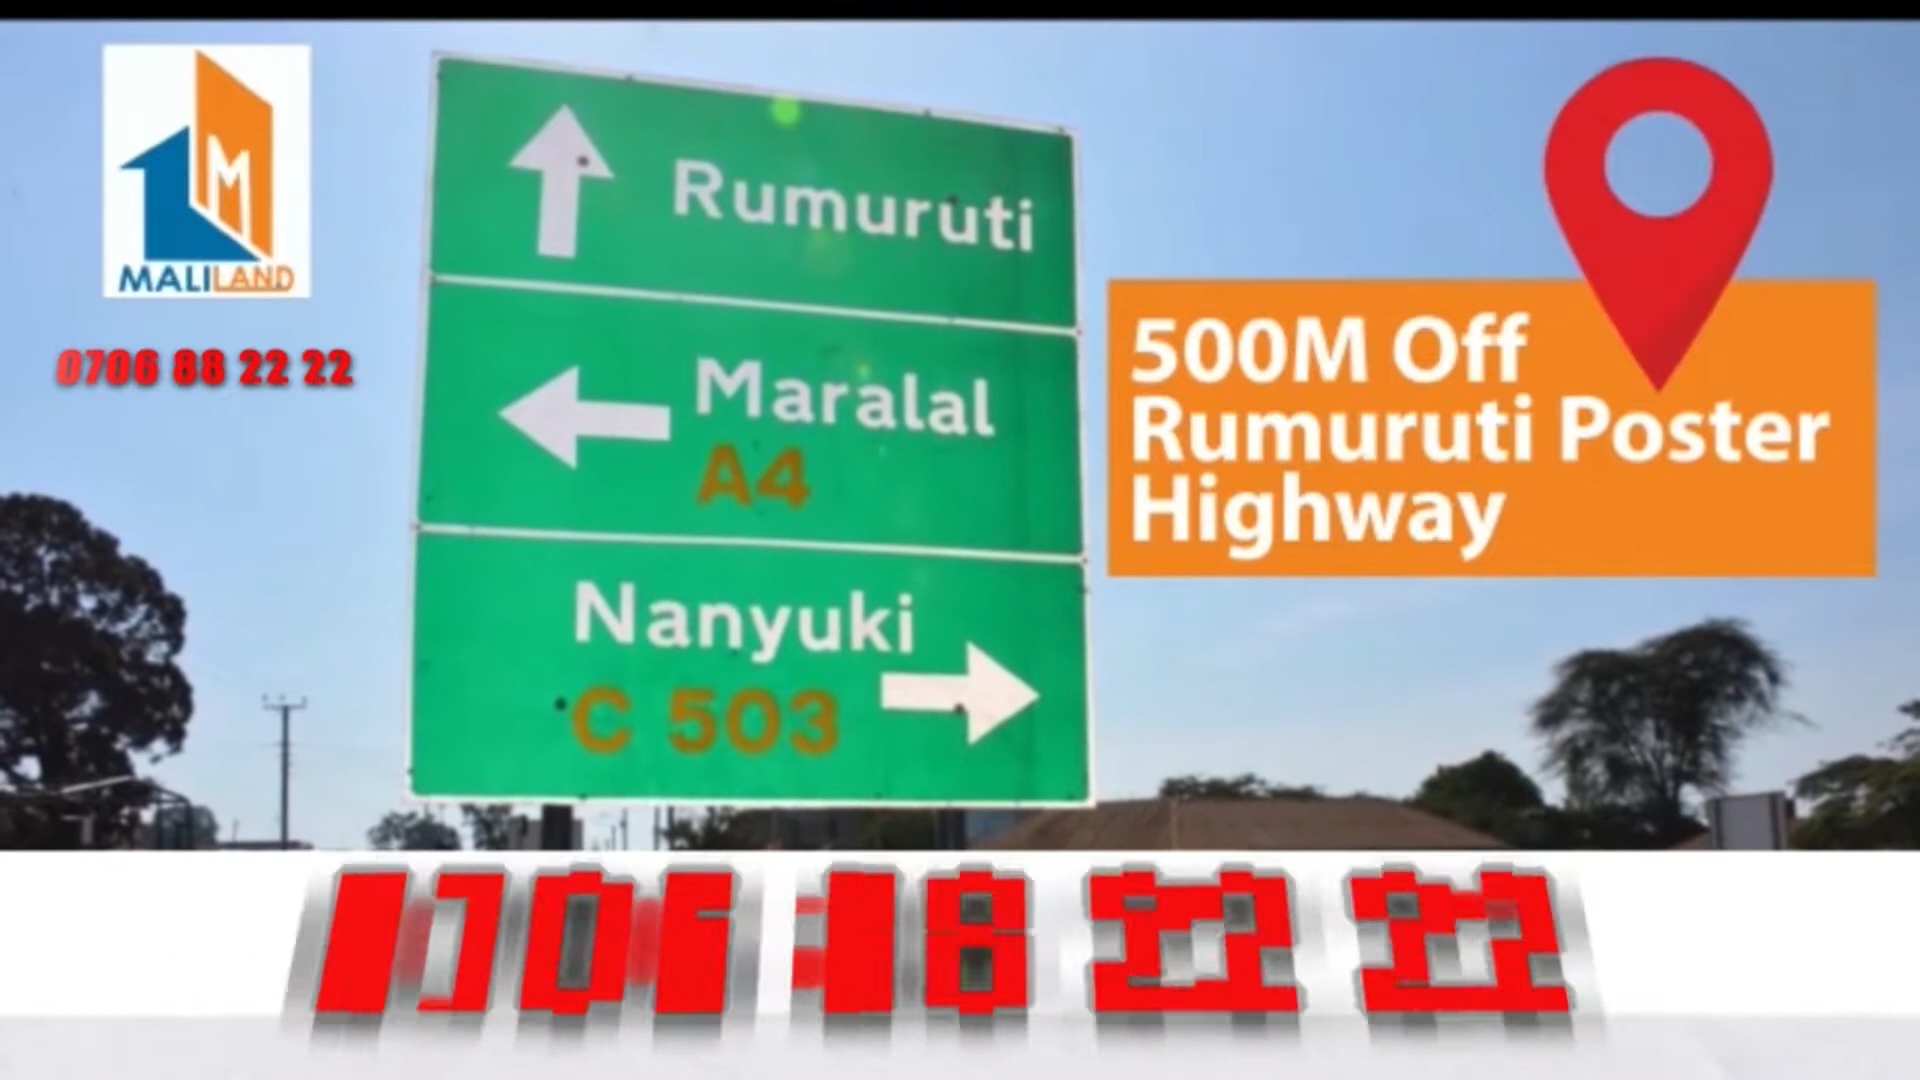 M
MALILAND
0706 88 22 22
Rumuruti
Maralal
A4
Nanyuki
C 503
500M Off
Rumuruti Poster
Highway